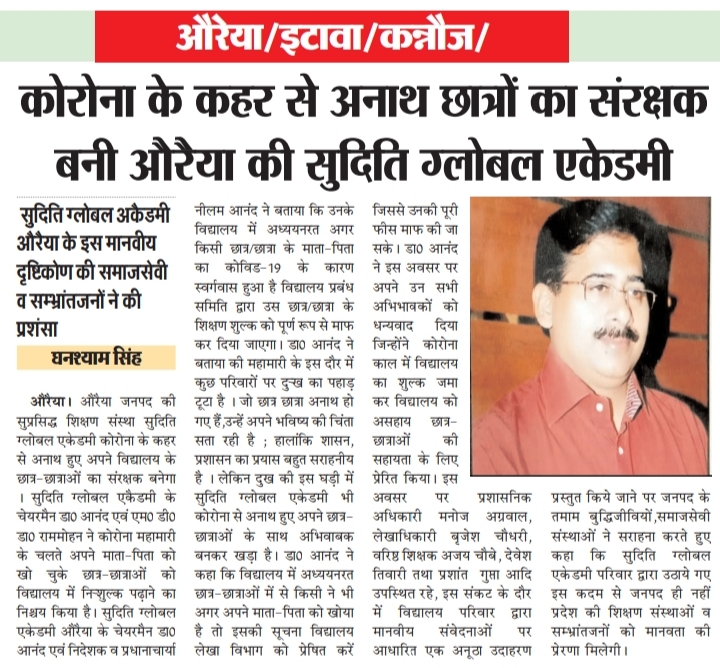 औरैया/इटावा/कन्नौज/
कोरोना के कहर से अनाथ छात्रों का संरक्षक
बनी औरैया की सुदिति ग्लोबल एकेडमी
सुदिति ग्लोबल अकैडमी
औरैया के इस मानवीय
दृष्टिकोण की समाजसेवी
व सम्भ्रांतजनों ने की
प्रशंसा
घनश्याम सिंह
औरैया। औरैया जनपद की
सुप्रसिद्ध शिक्षण संस्था सुदिति
ग्लोबल एकेडमी कोरोना के कहर
से अनाथ हुए अपने विद्यालय के
छात्र-छात्राओं का संरक्षक बनेगा
। सुदिति ग्लोबल एकैडमी के
चेयरमैन डा० आनंद एवं एम० डी०
डा० राममोहन ने कोरोना महामारी
के चलते अपने माता-पिता को
खो चुके छात्र-छात्राओं को
विद्यालय में निःशुल्क पढ़ाने का
निश्चय किया है। सुदिति ग्लोबल
एकेडमी औरैया के चेयरमैन डा०
आनंद एवं निदेशक व प्रधानाचार्या
नीलम आनंद ने बताया कि उनके
विद्यालय में अध्ययनरत अगर
किसी छात्र/छात्रा के माता-पिता
का कोविड-19 के कारण
स्वर्गवास हुआ है विद्यालय प्रबंध
समिति द्वारा उस छात्र/छात्रा के
शिक्षण शुल्क को पूर्ण रूप से माफ
कर दिया जाएगा। डा० आनंद ने
बताया की महामारी के इस दौर में
कुछ परिवारों पर दुःख का पहाड़
टूटा है । जो छात्र छात्रा अनाथ हो
गए हैं,उन्हें अपने भविष्य की चिंता
सता रही है ; हालांकि शासन,
प्रशासन का प्रयास बहुत सराहनीय
है । लेकिन दुख की इस घड़ी में
सुदिति ग्लोबल एकेडमी भी
कोरोना से अनाथ हुए अपने छात्र-
छात्राओं के साथ अभिवाबक
बनकर खड़ा है। डा० आनंद ने
कहा कि विद्यालय में अध्ययनरत
छात्र-छात्राओं में से किसी ने भी
अगर अपने माता-पिता को खोया
है तो इसकी सूचना विद्यालय
लेखा विभाग को प्रेषित करें
जिससे उनकी पूरी
फीस माफ की जा
सके। डा० आनंद
ने इस अवसर पर
अपने उन सभी
अभिभावकों को
धन्यवाद दिया
जिन्होंने कोरोना
काल में विद्यालय
का शुल्क जमा
कर विद्यालय को
असहाय छात्र-
छात्राओं की
सहायता के लिए
प्रेरित किया। इस
अवसर पर प्रशासनिक
अधिकारी मनोज अग्रवाल,
लेखाधिकारी बृजेश चौधरी,
वरिष्ठ शिक्षक अजय चौबे, देवेश
तिवारी तथा प्रशांत गुप्ता आदि
उपस्थित रहे, इस संकट के दौर
में विद्यालय परिवार द्वारा
मानवीय संवेदनाओं पर
आधारित एक अनूठा उदाहरण
प्रस्तुत किये जाने पर जनपद के
तमाम बुद्धिजीवियों,समाजसेवी
संस्थाओं ने सराहना करते हुए
कहा कि सुदिति ग्लोबल
एकेडमी परिवार द्वारा उठाये गए
इस कदम से जनपद ही नहीं
प्रदेश की शिक्षण संस्थाओं व
सम्भ्रांतजनों को मानवता की
प्रेरणा मिलेगी।